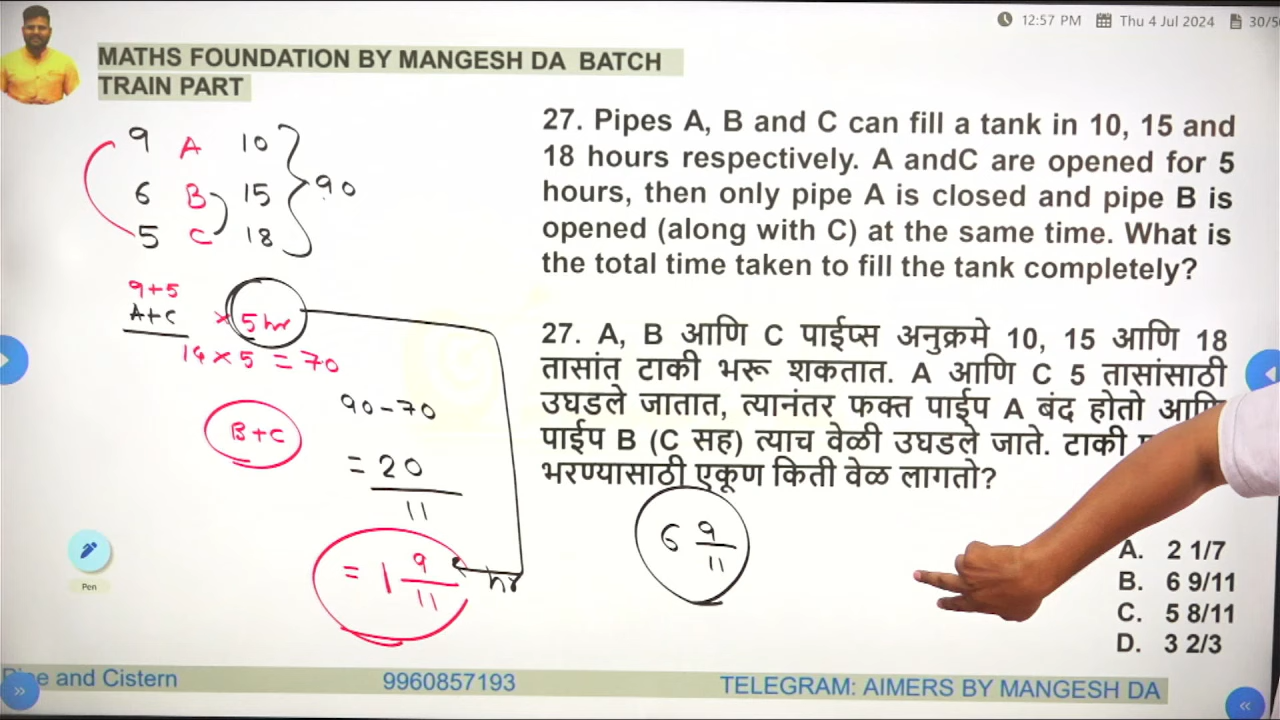 12:57 PM Thu 4 Jul 2024 30/5
MATHS FOUNDATION BY MANGESH DA BATCH
TRAIN PART
9 A 10
6 B 15
5 C 18
90
9+5
A+C × 5 hr
14 × 5 = 70
90-70
B+C
= 20
11
= 1 9/11 hr
27. Pipes A, B and C can fill a tank in 10, 15 and
18 hours respectively. A andC are opened for 5
hours, then only pipe A is closed and pipe B is
opened (along with C) at the same time. What is
the total time taken to fill the tank completely?
27. A, B आणि C पाईप्स अनुक्रमे 10, 15 आणि 18
तासांत टाकी भरू शकतात. A आणि C 5 तासांसाठी
उघडले जातात, त्यानंतर फक्त पाईप A बंद होतो आणि
पाईप B (C सह) त्याच वेळी उघडले जाते. टाकी
भरण्यासाठी एकूण किती वेळ लागतो?
6 9/11
A. 2 1/7
B. 6 9/11
C. 5 8/11
D. 3 2/3
Pen
and Cistern
9960857193
TELEGRAM: AIMERS BY MANGESH DA